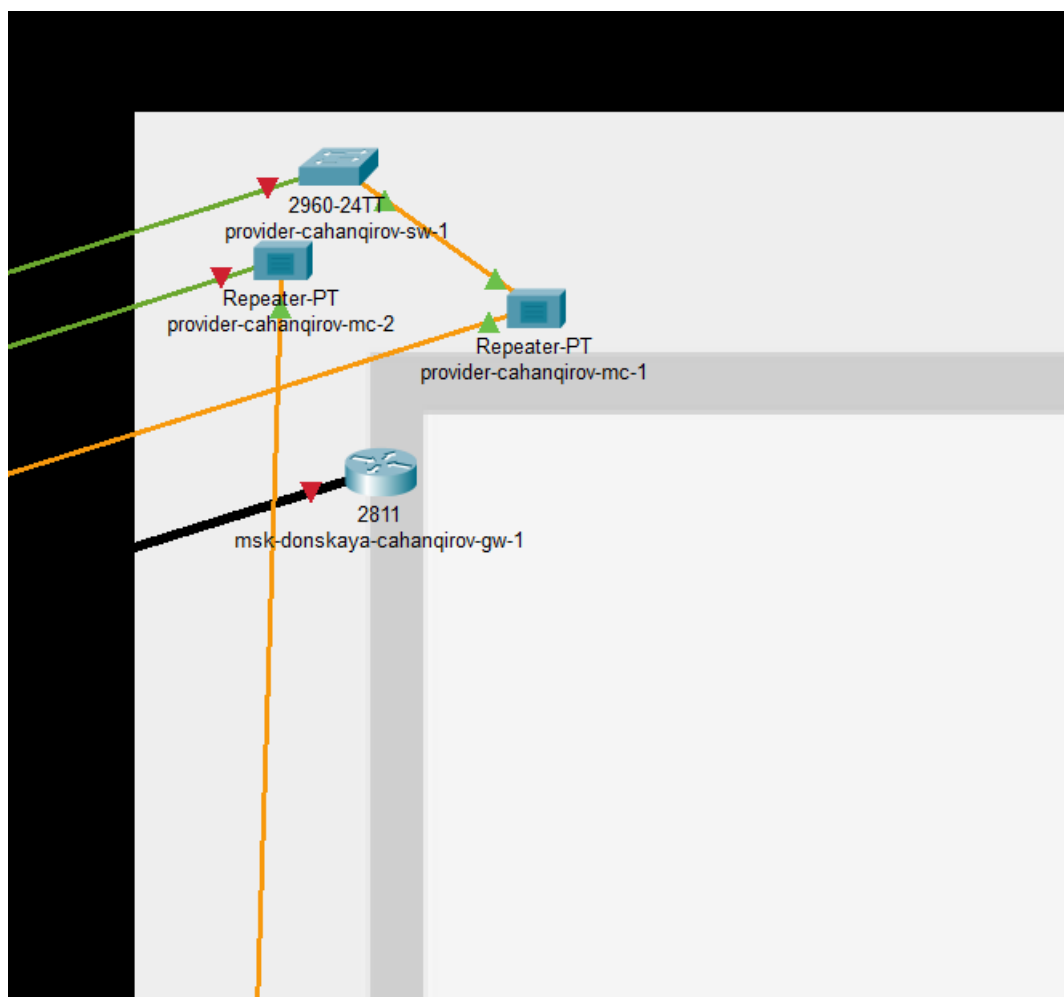 2960-24TT
provider-cahanqirov-sw-1
Repeater-PT
provider-cahanqirov-mc-2
Repeater-PT
provider-cahanqirov-mc-1
2811
msk-donskaya-cahanqirov-gw-1